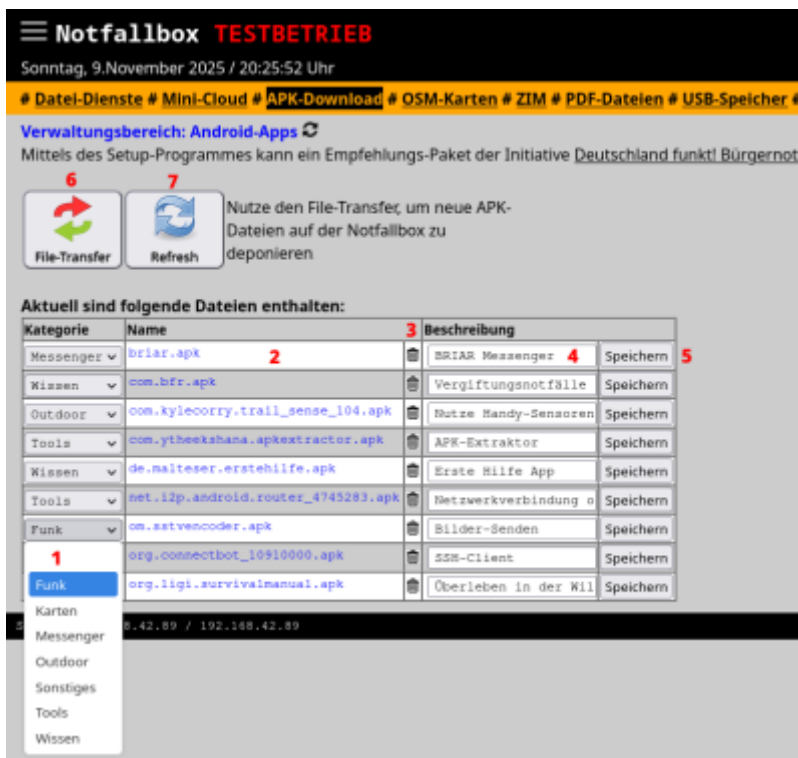 Notfallbox TESTBETRIEB
Sonntag, 9.November 2025 / 20:25:52 Uhr
# Datei-Dienste # Mini-Cloud # APK-Download # OSM-Karten # ZIM # PDF-Dateien # USB-Speicher #
Verwaltungsbereich: Android-Apps
Mittels des Setup-Programmes kann ein Empfehlungs-Paket der Initiative Deutschland funkt! Bürgernot
6 7
Nutze den File-Transfer, um neue APK-
Dateien auf der Notfallbox zu
deponieren
File-Transfer Refresh
Aktuell sind folgende Dateien enthalten:
Kategorie Name 3 Beschreibung
Messenger briar.apk 2 BRIAR Messenger 4 Speichern 5
Wissen com.bfr.apk Vergiftungsnotfälle Speichern
Outdoor com.kylecorry.trail_sense_104.apk Nutze Handy-Sensoren Speichern
Tools com.ytheekshana.apkextractor.apk APK-Extraktor Speichern
Wissen de.malteser.erstehilfe.apk Erste Hilfe App Speichern
Tools net.i2p.android.router_4745283.apk Netzwerkverbindung o Speichern
Funk om.sstvencoder.apk Bilder-Senden Speichern
1 org.connectbot_10910000.apk SSH-Client Speichern
Funk org.ligi.survivalmanual.apk Überleben in der Wil Speichern
Karten
S 8.42.89 / 192.168.42.89
Messenger
Outdoor
Sonstiges
Tools
Wissen